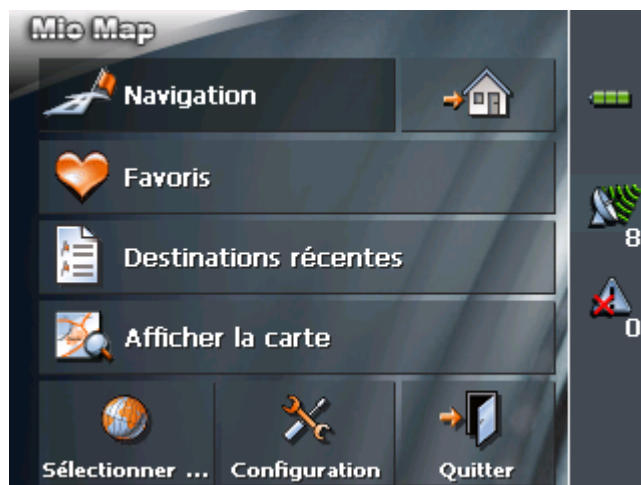 Mio Map
Navigation
Favoris
8
Destinations récentes
0
Afficher la carte
Sélectionner ...
Configuration
Quitter